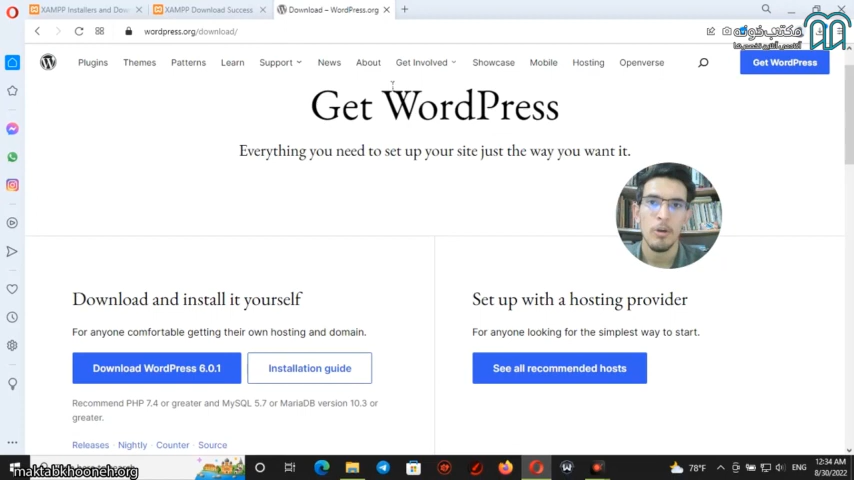 XAMPP Installers and Dow
XAMPP Download Success
Download – WordPress.org
wordpress.org/download/
مکتب‌خونه
Plugins Themes Patterns Learn Support News About Get Involved Showcase Mobile Hosting Openverse
Get WordPress
Get WordPress
Everything you need to set up your site just the way you want it.
Download and install it yourself
For anyone comfortable getting their own hosting and domain.
Download WordPress 6.0.1
Installation guide
Recommend PHP 7.4 or greater and MySQL 5.7 or MariaDB version 10.3 or
greater.
Releases · Nightly · Counter · Source
Set up with a hosting provider
For anyone looking for the simplest way to start.
See all recommended hosts
maktabkhooneh.org
78°F
ENG
12:34 AM
8/30/2022